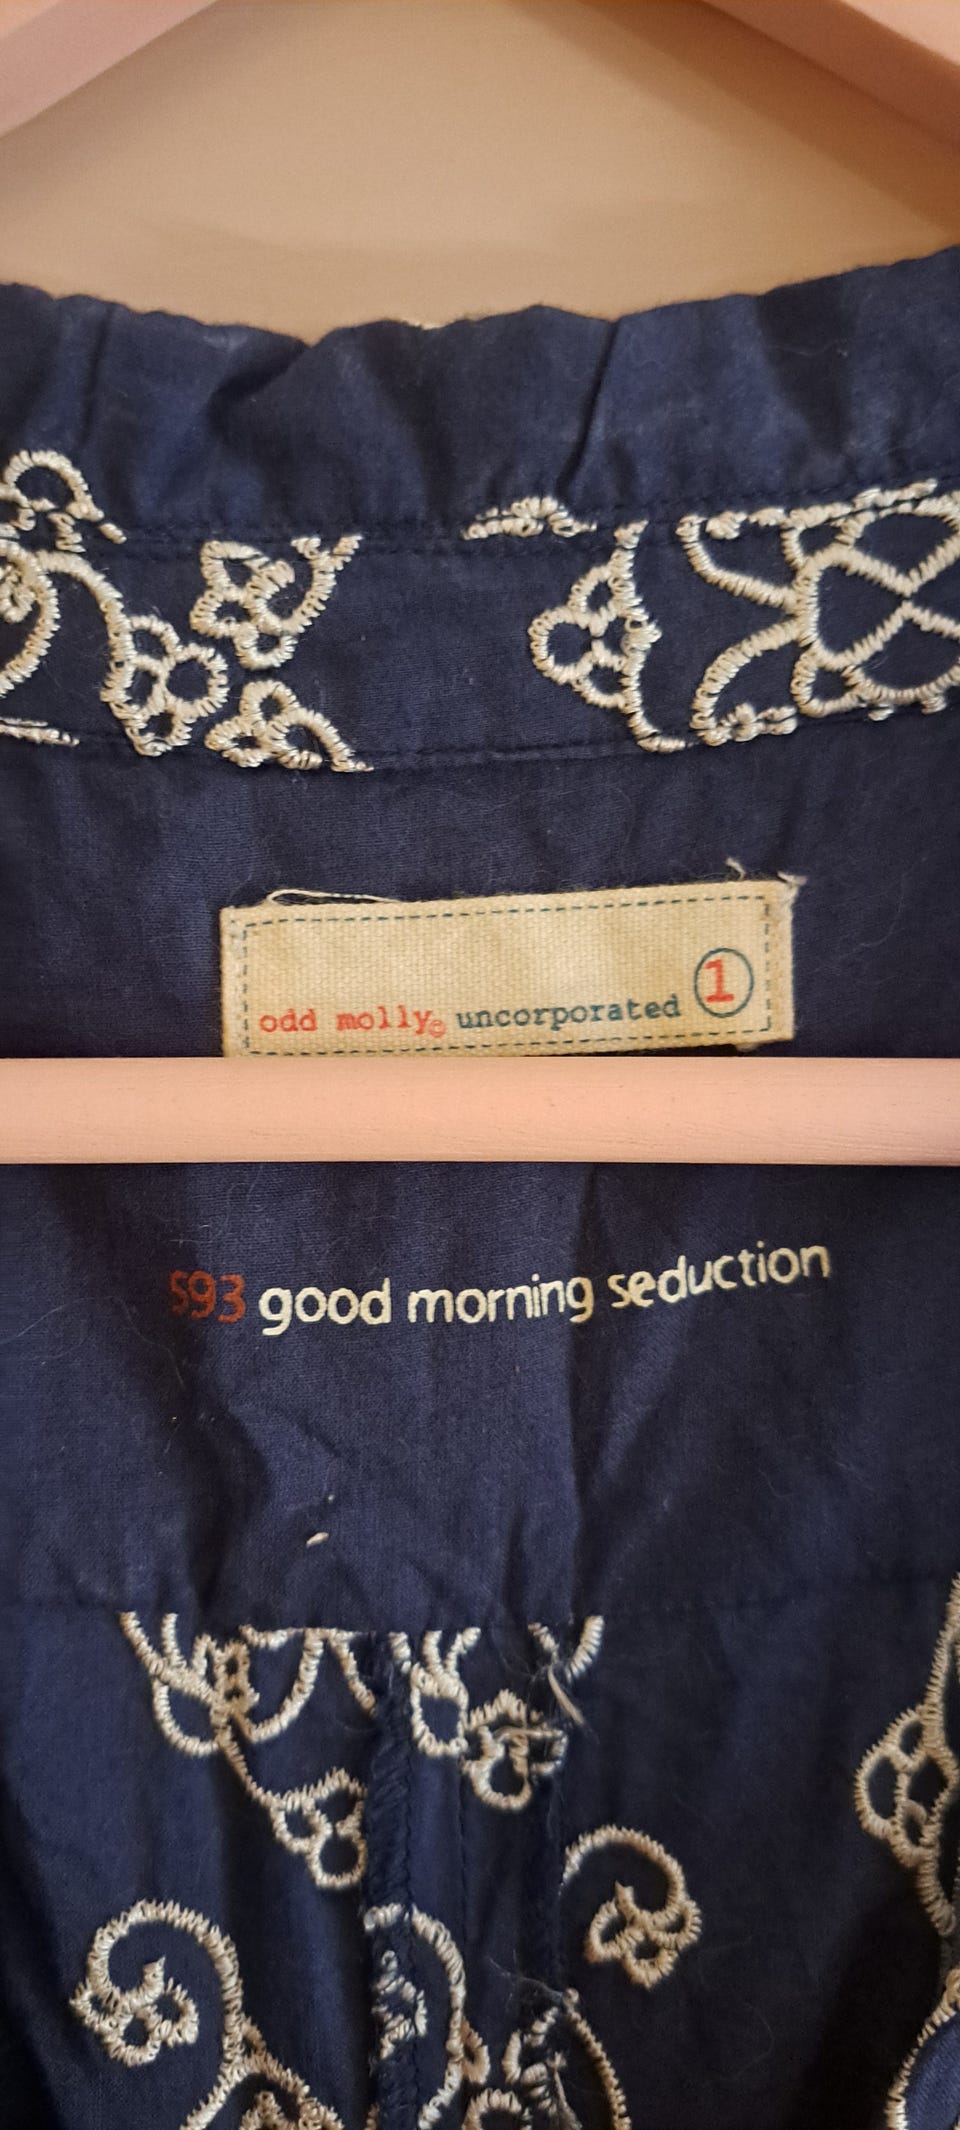 odd molly© uncorporated 1
593 good morning seduction